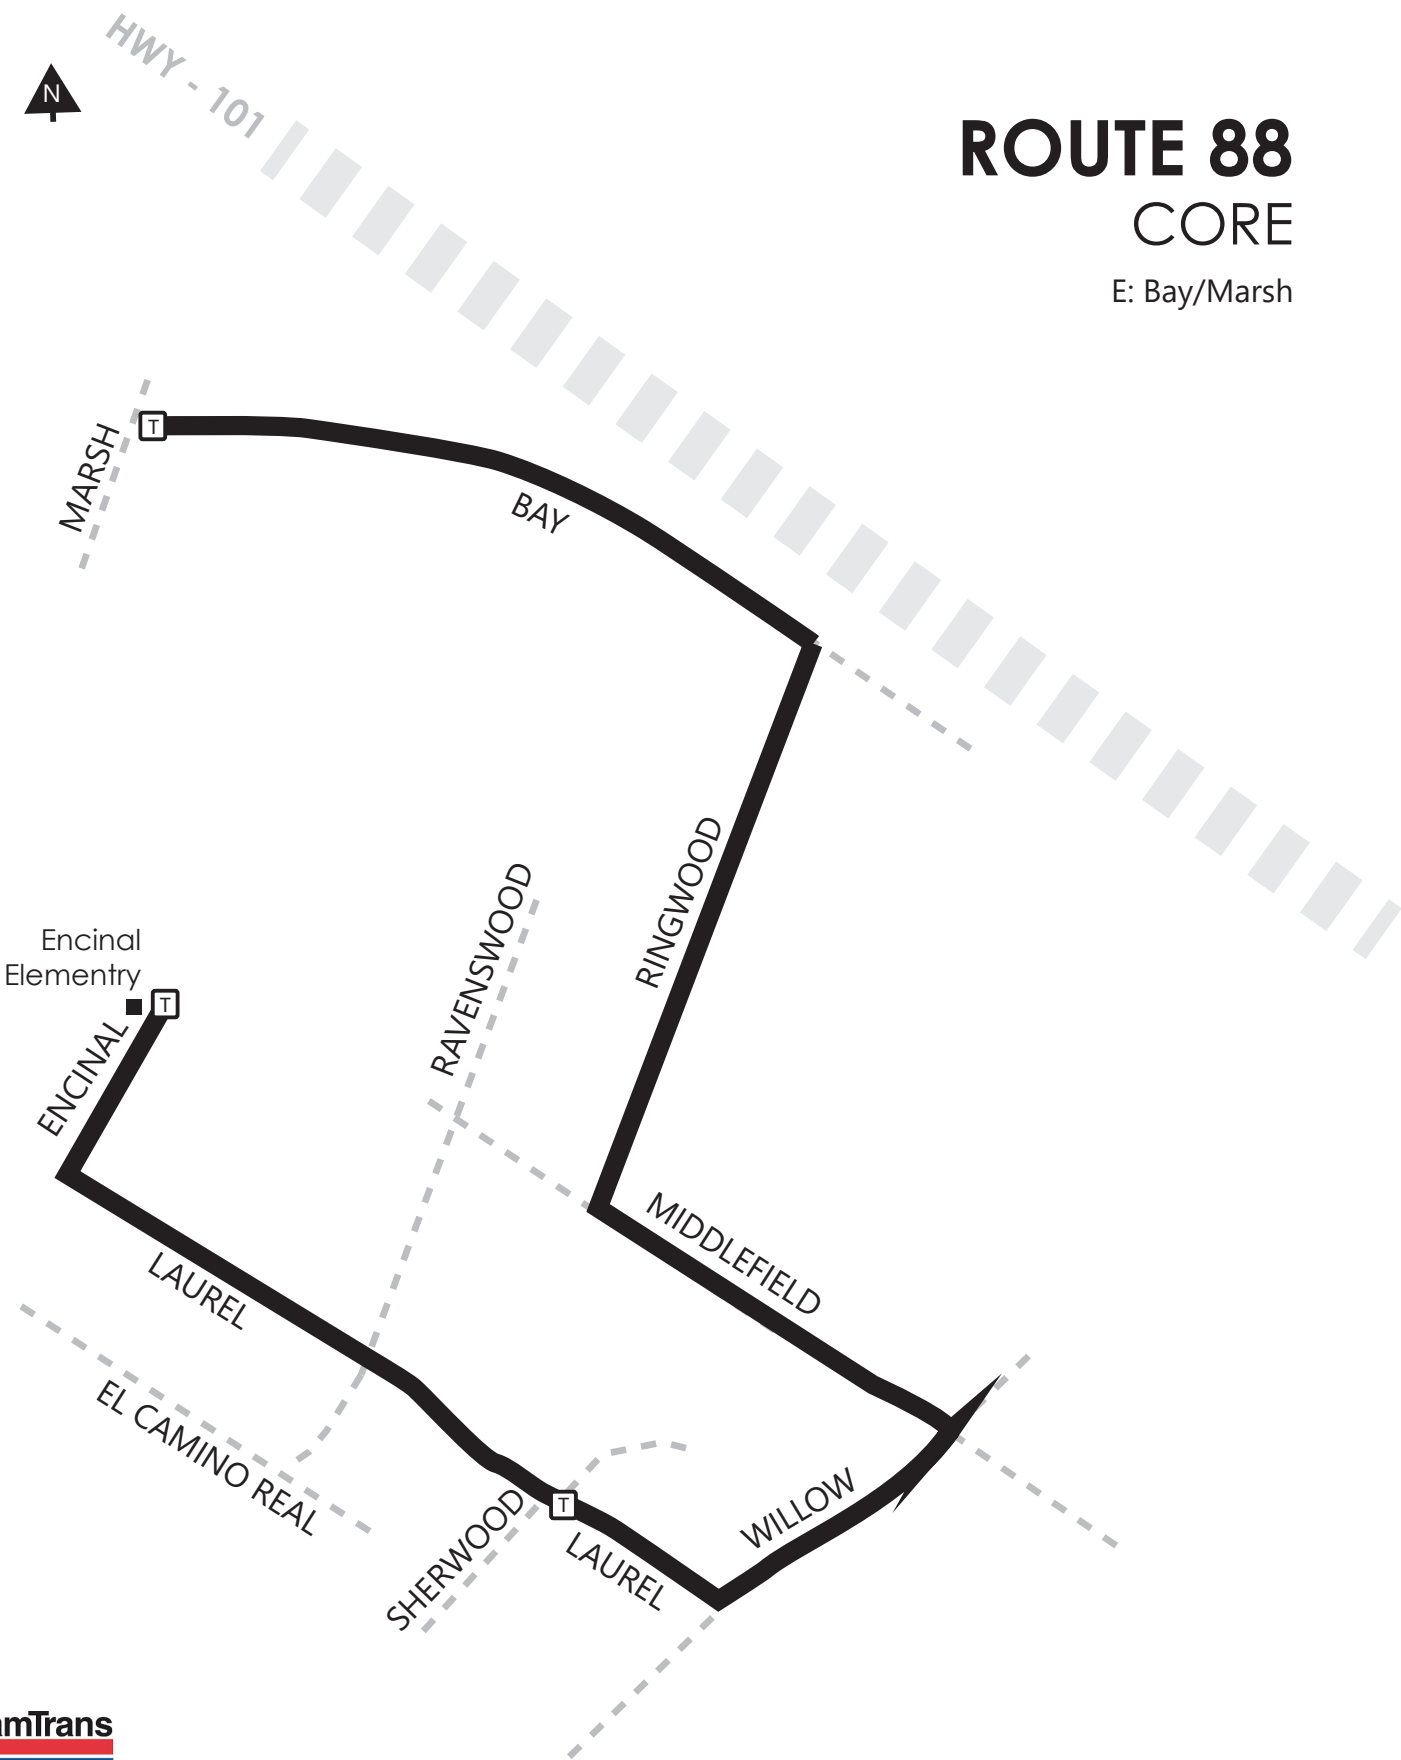 HWY - 101
N
ROUTE 88
CORE
E: Bay/Marsh
T
MARSH
BAY
RINGWOOD
RAVENSWOOD
Encinal
Elementry
T
ENCINAL
MIDDLEFIELD
LAUREL
EL CAMINO REAL
WILLOW
SHERWOOD
T
LAUREL
amTrans